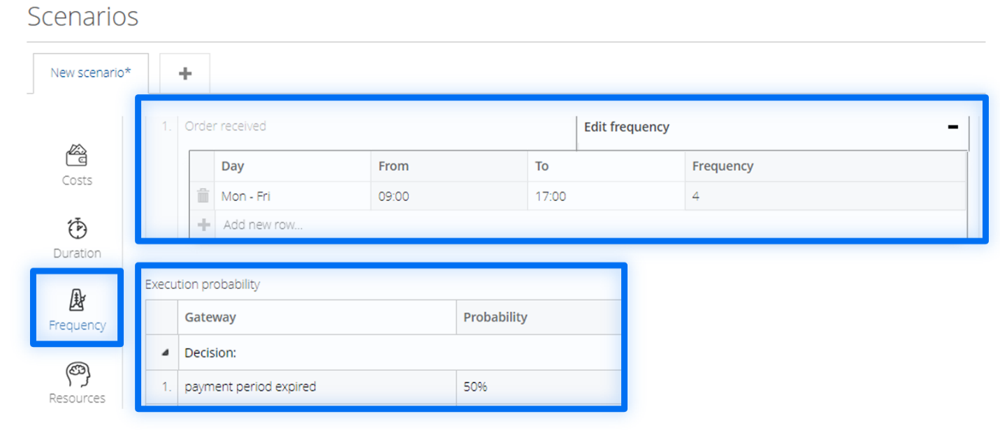 Scenarios
New scenario*
Costs
Duration
Frequency
Resources
1. Order received Edit frequency
Day From To Frequency
Mon - Fri 09:00 17:00 4
Add new row...
Execution probability
Gateway Probability
Decision:
1. payment period expired 50%